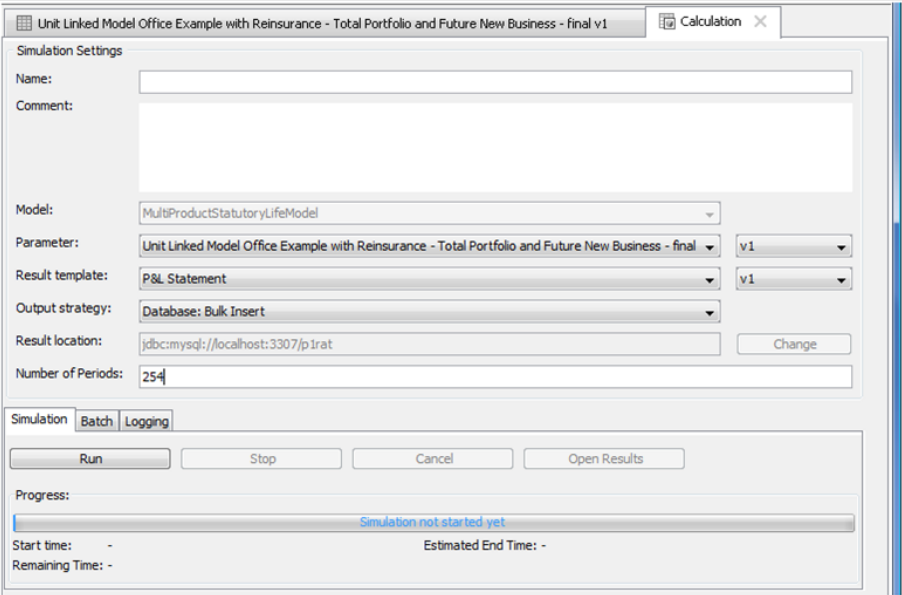 Unit Linked Model Office Example with Reinsurance - Total Portfolio and Future New Business - final v1 Calculation
Simulation Settings
Name:
Comment:
Model: MultiProductStatutoryLifeModel
Parameter: Unit Linked Model Office Example with Reinsurance - Total Portfolio and Future New Business - final v1
Result template: P&L Statement v1
Output strategy: Database: Bulk Insert
Result location: jdbc:mysql://localhost:3307/p1rat Change
Number of Periods: 254
Simulation Batch Logging
Run Stop Cancel Open Results
Progress:
Simulation not started yet
Start time: - Estimated End Time: -
Remaining Time: -